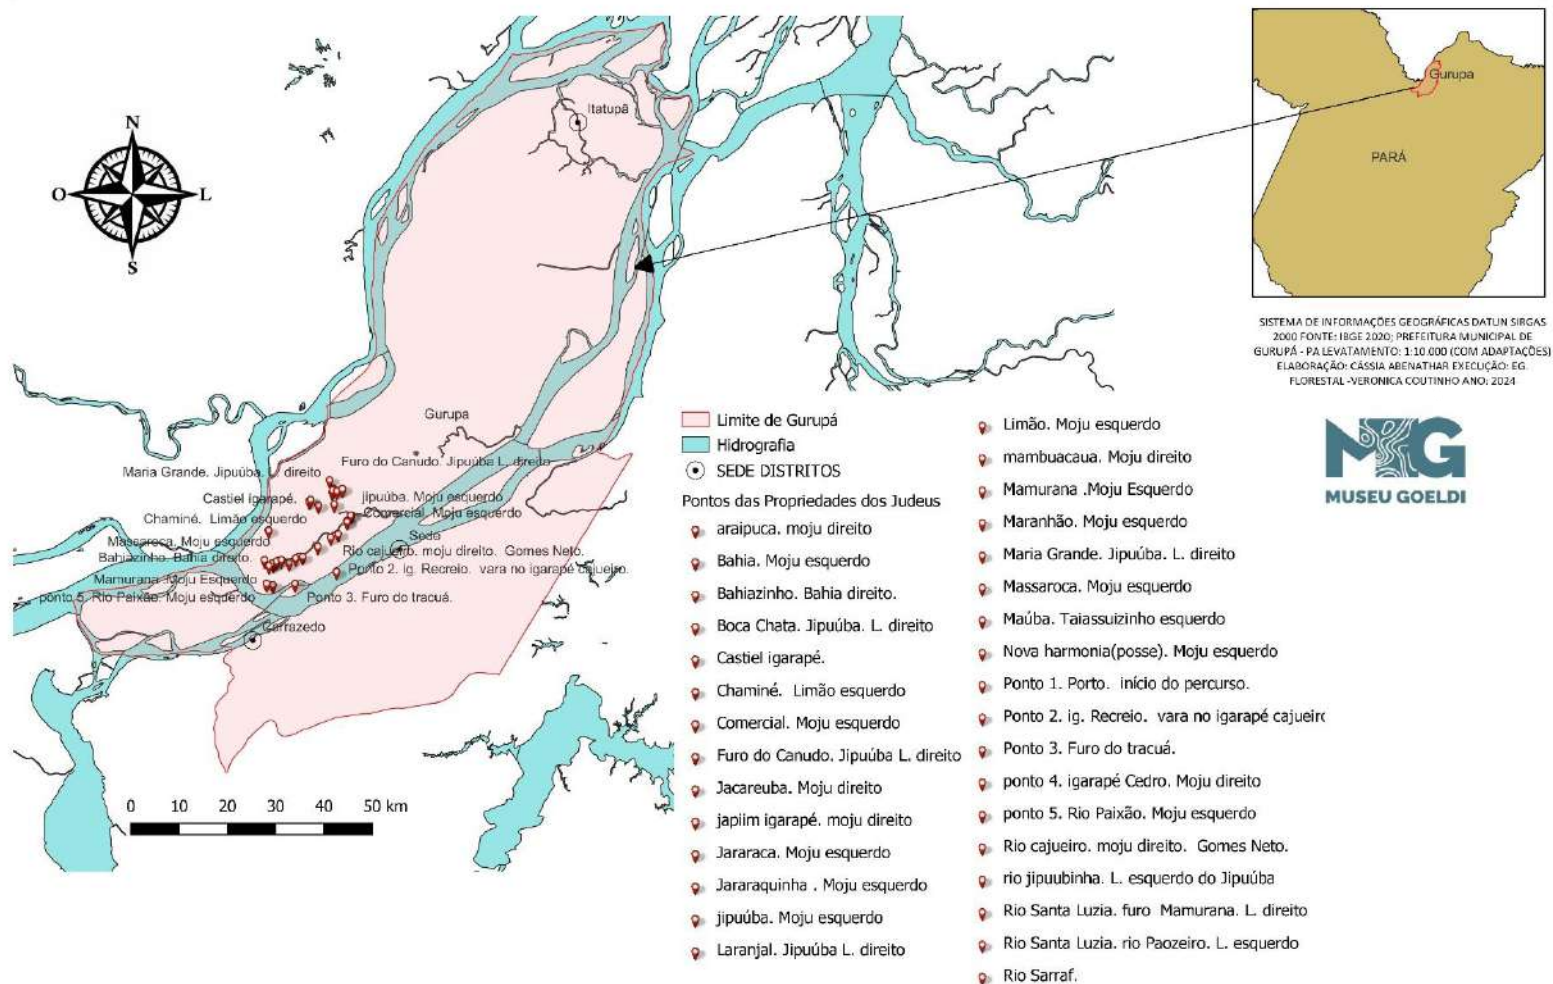 N
O
L
S
Itatupã
Gurupa
Maria Grande. Jipuúba. L. direito
Furo do Canudo. Jipuúba L. direito
Castiel igarapé.
jipuúba. Moju esquerdo
Chaminé. Limão esquerdo
Comercial. Moju esquerdo
Massaroca. Moju esquerdo
Sede
Bahiazinho. Bahia direito.
Rio cajueiro. moju direito. Gomes Neto.
Mamurana .Moju Esquerdo
Ponto 2. ig. Recreio. vara no igarapé cajueiro.
ponto 5. Rio Paixão. Moju esquerdo
Ponto 3. Furo do tracuá.
Carrazedo
0 10 20 30 40 50 km
Gurupa
PARÁ
SISTEMA DE INFORMAÇÕES GEOGRÁFICAS DATUN SIRGAS
2000 FONTE: IBGE 2020; PREFEITURA MUNICIPAL DE
GURUPÁ - PA LEVATAMENTO: 1:10.000 (COM ADAPTAÇÕES)
ELABORAÇÃO: CÁSSIA ABENATHAR EXECUÇÃO: EG.
FLORESTAL -VERONICA COUTINHO ANO: 2024
MG
MUSEU GOELDI
Limite de Gurupá
Hidrografia
SEDE DISTRITOS
Pontos das Propriedades dos Judeus
araipuca. moju direito
Bahia. Moju esquerdo
Bahiazinho. Bahia direito.
Boca Chata. Jipuúba. L. direito
Castiel igarapé.
Chaminé. Limão esquerdo
Comercial. Moju esquerdo
Furo do Canudo. Jipuúba L. direito
Jacareuba. Moju direito
japiim igarapé. moju direito
Jararaca. Moju esquerdo
Jararaquinha . Moju esquerdo
jipuúba. Moju esquerdo
Laranjal. Jipuúba L. direito
Limão. Moju esquerdo
mambuacaua. Moju direito
Mamurana .Moju Esquerdo
Maranhão. Moju esquerdo
Maria Grande. Jipuúba. L. direito
Massaroca. Moju esquerdo
Maúba. Taiassuizinho esquerdo
Nova harmonia(posse). Moju esquerdo
Ponto 1. Porto. início do percurso.
Ponto 2. ig. Recreio. vara no igarapé cajueirc
Ponto 3. Furo do tracuá.
ponto 4. igarapé Cedro. Moju direito
ponto 5. Rio Paixão. Moju esquerdo
Rio cajueiro. moju direito. Gomes Neto.
rio jipuubinha. L. esquerdo do Jipuúba
Rio Santa Luzia. furo Mamurana. L. direito
Rio Santa Luzia. rio Paozeiro. L. esquerdo
Rio Sarraf.